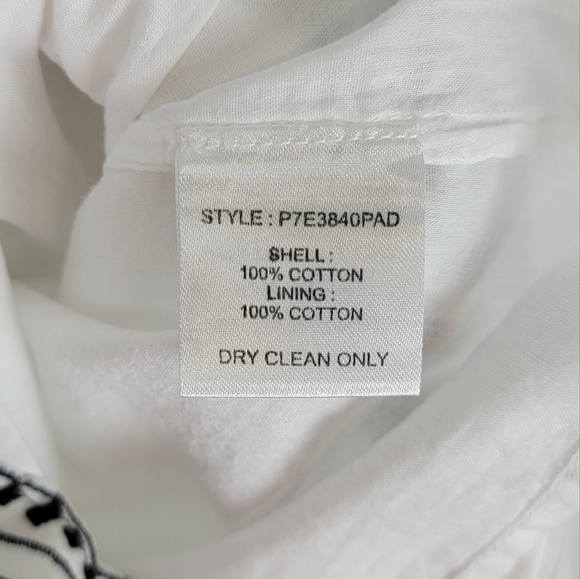 STYLE : P7E3840PAD
SHELL :
100% COTTON
LINING :
100% COTTON
DRY CLEAN ONLY